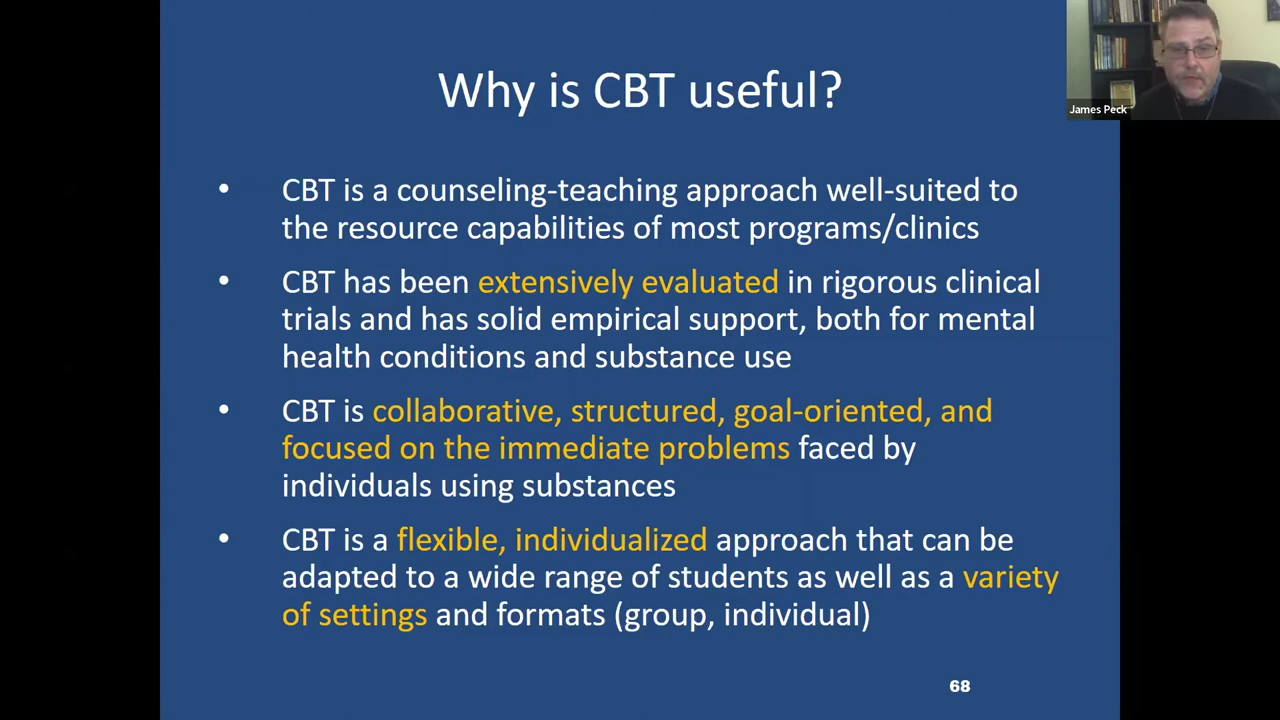 Why is CBT useful?
James Peck
• CBT is a counseling-teaching approach well-suited to
the resource capabilities of most programs/clinics
• CBT has been extensively evaluated in rigorous clinical
trials and has solid empirical support, both for mental
health conditions and substance use
• CBT is collaborative, structured, goal-oriented, and
focused on the immediate problems faced by
individuals using substances
• CBT is a flexible, individualized approach that can be
adapted to a wide range of students as well as a variety
of settings and formats (group, individual)
68